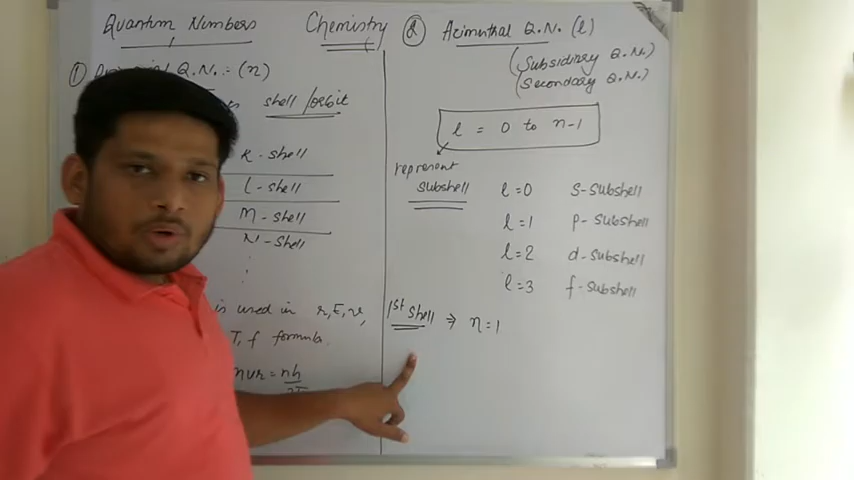 Quantum Numbers Chemistry
Q.N. = (n)
shell/orbit
K - shell
L - shell
M - shell
N - shell
is used in r, E, v,
T, f formula
mvr = nh
② Azimuthal Q.N. (l)
(Subsidiary Q.N.)
(Secondary Q.N.)
l = 0 to n-1
represent
subshell
l = 0 s-subshell
l = 1 p-subshell
l = 2 d-subshell
l = 3 f-subshell
1st shell ⇒ n = 1